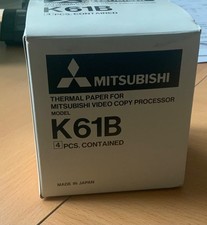 MITSUBISHI
THERMAL PAPER FOR
MITSUBISHI VIDEO COPY PROCESSOR
MODEL
K61B
4 PCS. CONTAINED
MADE IN JAPAN